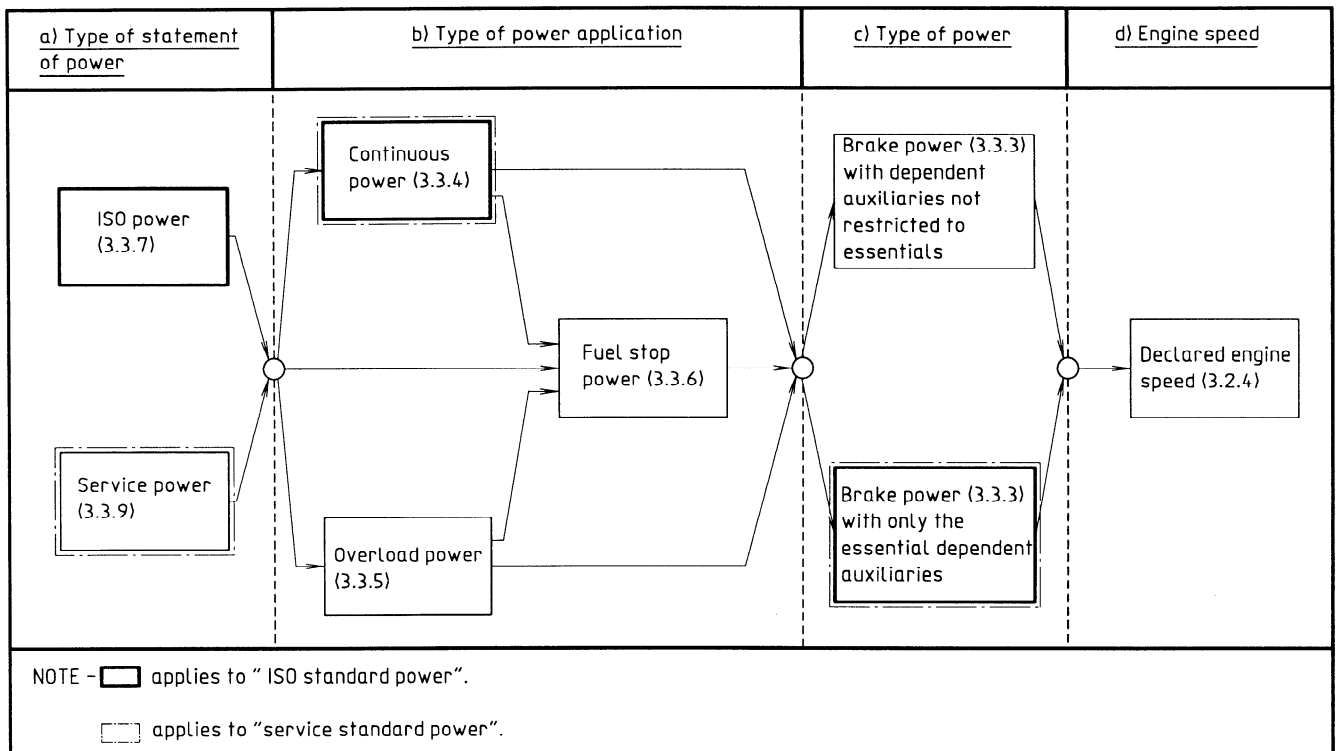 a) Type of statement
of power
b) Type of power application
c) Type of power
d) Engine speed
ISO power
(3.3.7)
Service power
(3.3.9)
Continuous
power (3.3.4)
Overload power
(3.3.5)
Fuel stop
power (3.3.6)
Brake power (3.3.3)
with dependent
auxiliaries not
restricted to
essentials
Brake power (3.3.3)
with only the
essential dependent
auxiliaries
Declared engine
speed (3.2.4)
NOTE – applies to " ISO standard power".
applies to "service standard power".